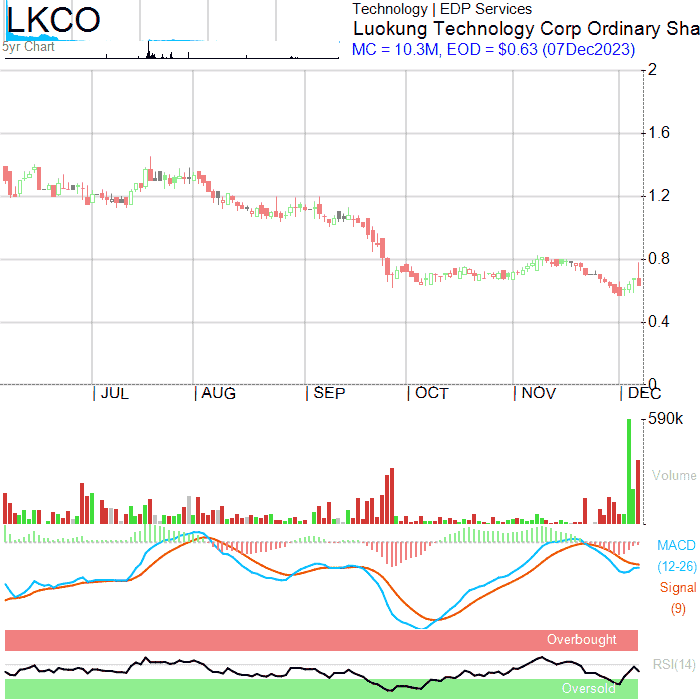 LKCO
5yr Chart
Technology | EDP Services
Luokung Technology Corp Ordinary Sha
MC = 10.3M, EOD = $0.63 (07Dec2023)
2
1.6
1.2
0.8
0.4
0
JUL
AUG
SEP
OCT
NOV
DEC
590k
Volume
MACD
(12-26)
Signal
(9)
Overbought
RSI(14)
Oversold